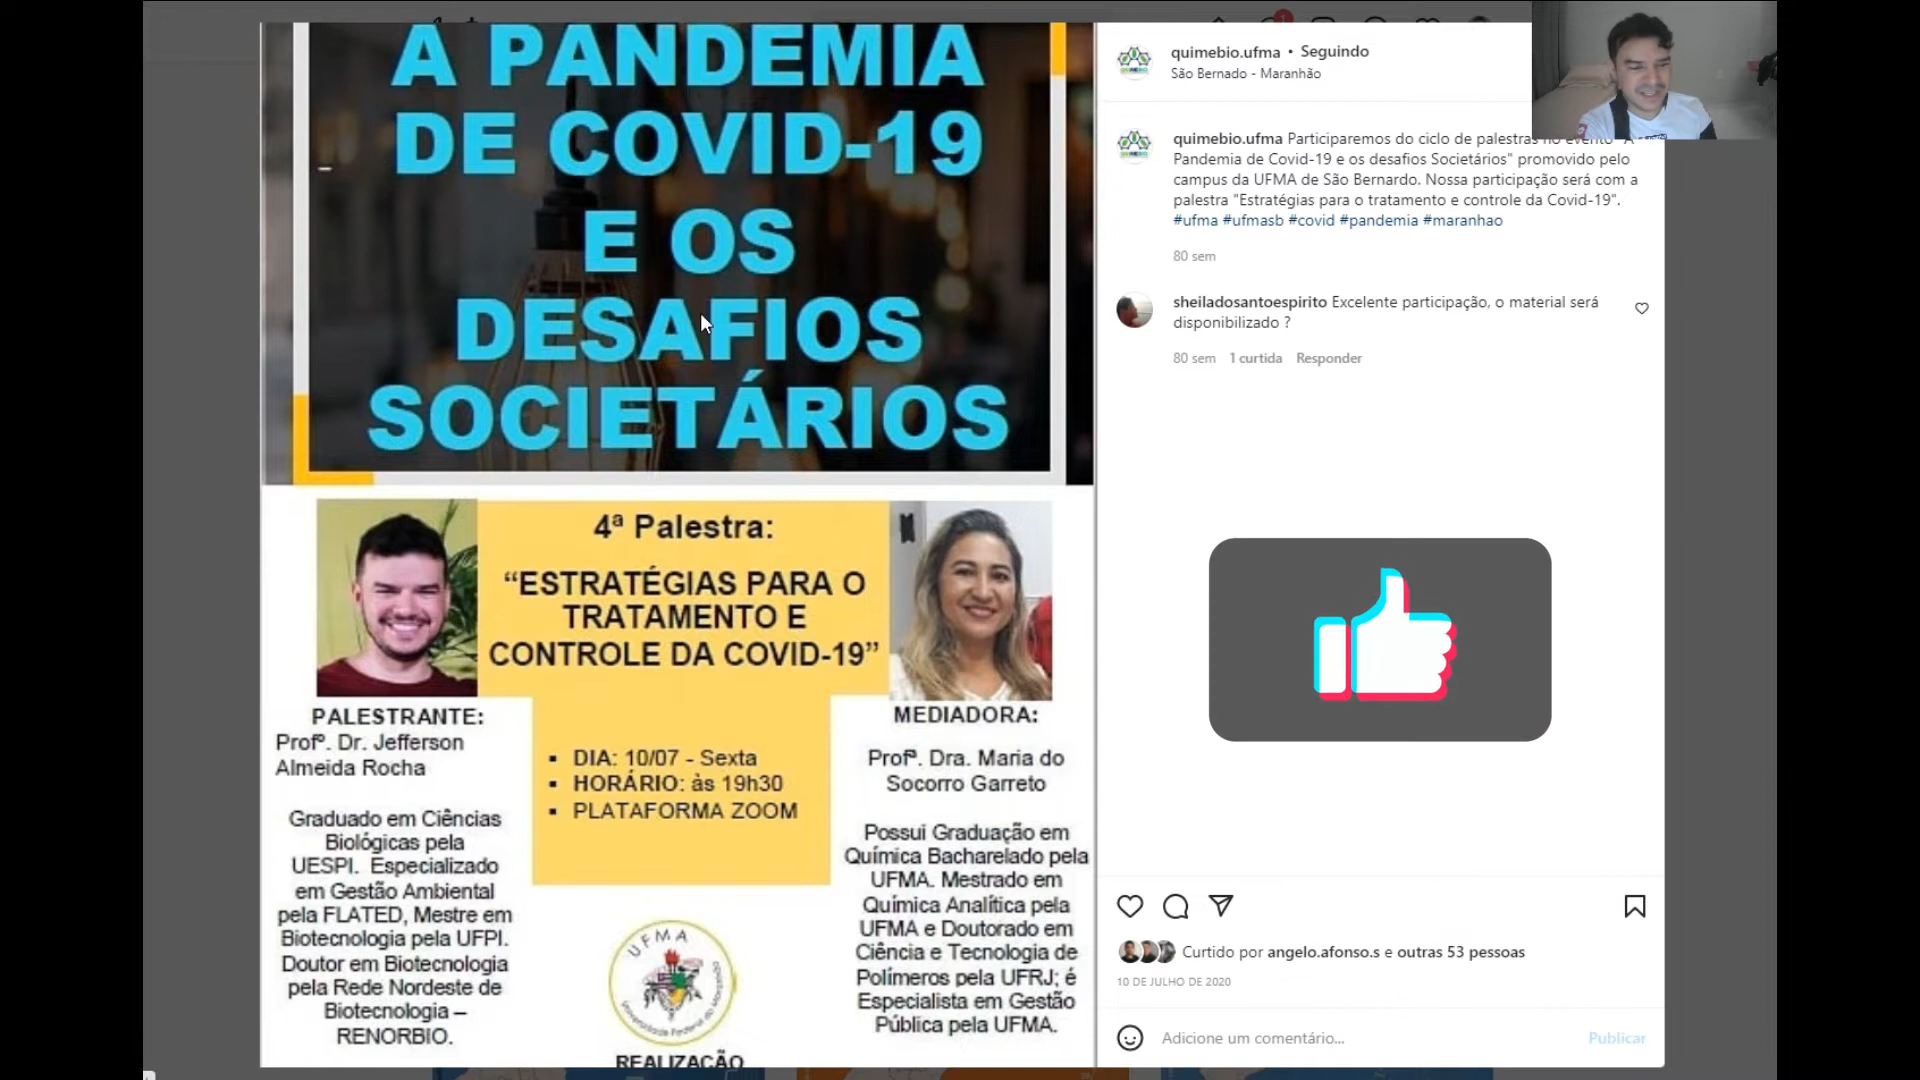 A PANDEMIA
DE COVID-19
E OS
DESAFIOS
SOCIETÁRIOS
4ª Palestra:
“ESTRATÉGIAS PARA O
TRATAMENTO E
CONTROLE DA COVID-19”
PALESTRANTE:
Profº. Dr. Jefferson
Almeida Rocha
Graduado em Ciências
Biológicas pela
UESPI. Especializado
em Gestão Ambiental
pela FLATED, Mestre em
Biotecnologia pela UFPI.
Doutor em Biotecnologia
pela Rede Nordeste de
Biotecnologia –
RENORBIO.
▪ DIA: 10/07 - Sexta
▪ HORÁRIO: às 19h30
▪ PLATAFORMA ZOOM
UFMA
Universidade Federal do Maranhão
REALIZAÇÃO
MEDIADORA:
Profª. Dra. Maria do
Socorro Garreto
Possui Graduação em
Química Bacharelado pela
UFMA. Mestrado em
Química Analítica pela
UFMA e Doutorado em
Ciência e Tecnologia de
Polímeros pela UFRJ; é
Especialista em Gestão
Pública pela UFMA.
quimebio.ufma • Seguindo
São Bernado - Maranhão
quimebio.ufma Participaremos do ciclo de palestras no evento "A
Pandemia de Covid-19 e os desafios Societários" promovido pelo
campus da UFMA de São Bernardo. Nossa participação será com a
palestra "Estratégias para o tratamento e controle da Covid-19".
#ufma #ufmasb #covid #pandemia #maranhao
80 sem
sheiladosantoespirito Excelente participação, o material será
disponibilizado ?
80 sem 1 curtida Responder
Curtido por angelo.afonso.s e outras 53 pessoas
10 DE JULHO DE 2020
Adicione um comentário... Publicar